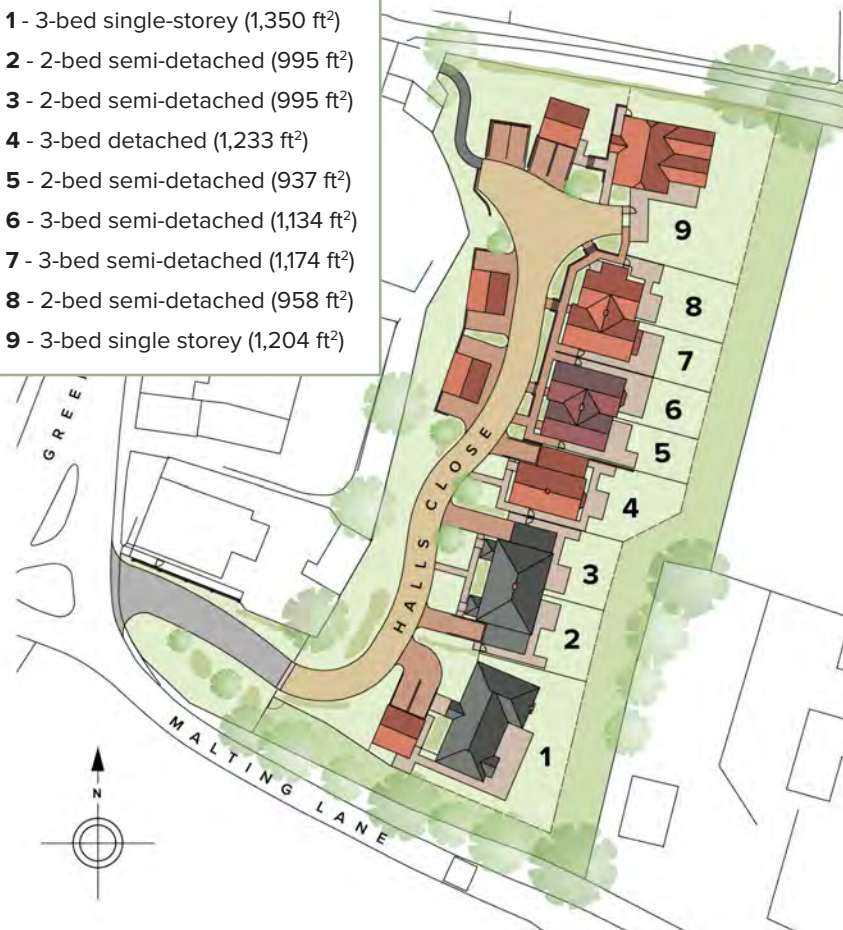 1 - 3-bed single-storey (1,350 ft²)
2 - 2-bed semi-detached (995 ft²)
3 - 2-bed semi-detached (995 ft²)
4 - 3-bed detached (1,233 ft²)
5 - 2-bed semi-detached (937 ft²)
6 - 3-bed semi-detached (1,134 ft²)
7 - 3-bed semi-detached (1,174 ft²)
8 - 2-bed semi-detached (958 ft²)
9 - 3-bed single storey (1,204 ft²)
9
8
7
6
5
4
3
2
1
HALLS CLOSE
MALTING LANE
N